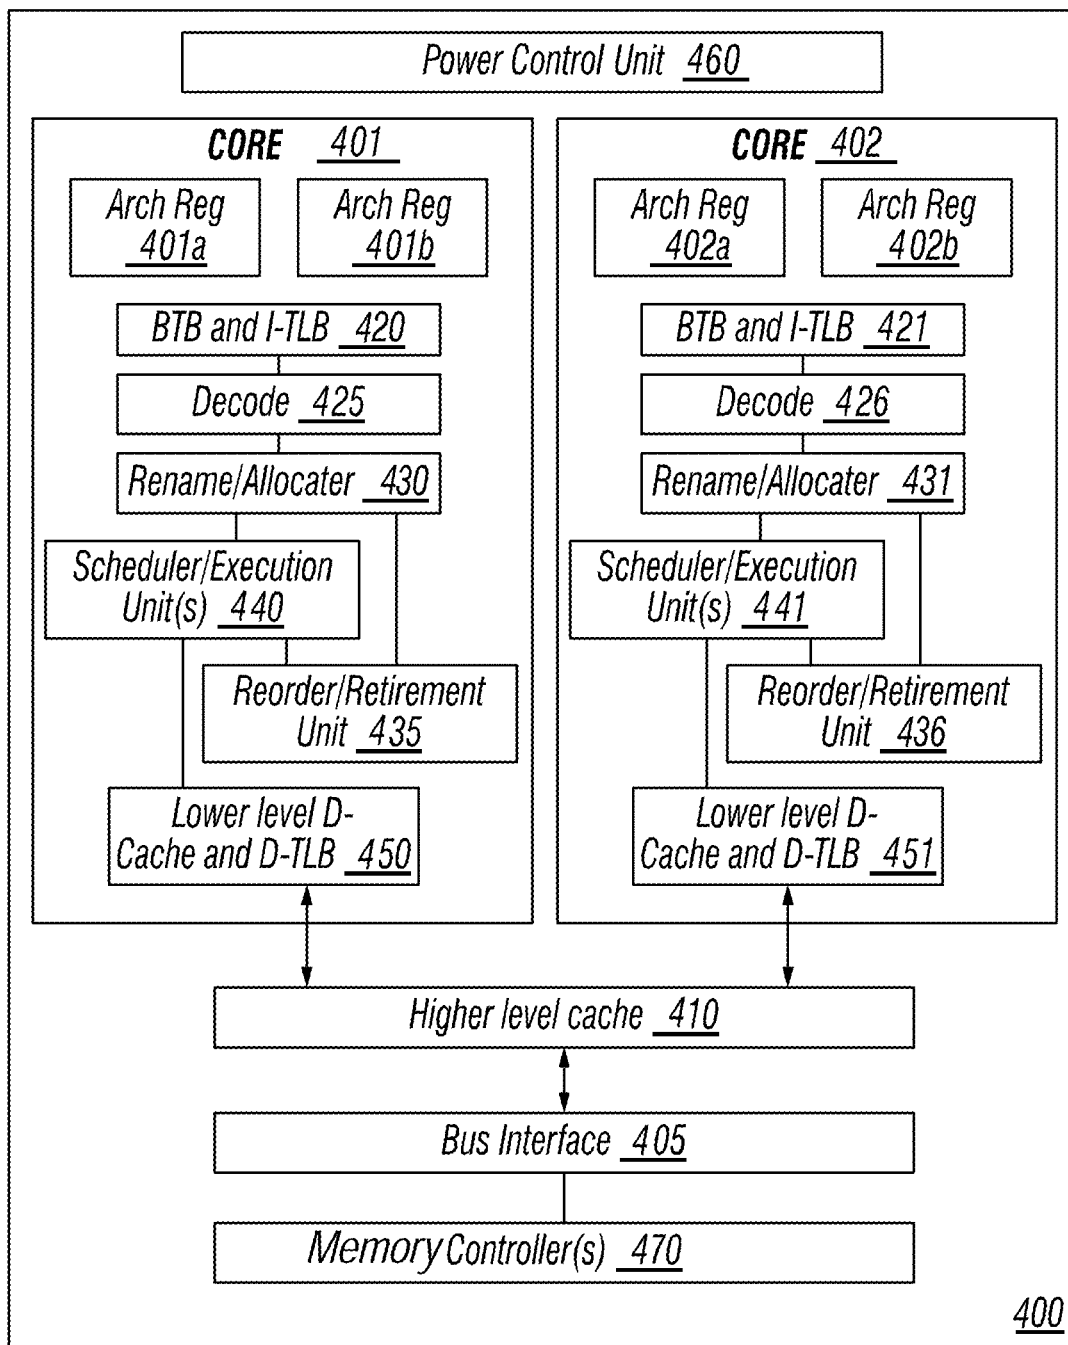 Power Control Unit 460
CORE 401
Arch Reg
401a
Arch Reg
401b
BTB and I-TLB 420
Decode 425
Rename/Allocater 430
Scheduler/Execution
Unit(s) 440
Reorder/Retirement
Unit 435
Lower level D-
Cache and D-TLB 450
CORE 402
Arch Reg
402a
Arch Reg
402b
BTB and I-TLB 421
Decode 426
Rename/Allocater 431
Scheduler/Execution
Unit(s) 441
Reorder/Retirement
Unit 436
Lower level D-
Cache and D-TLB 451
Higher level cache 410
Bus Interface 405
Memory Controller(s) 470
400